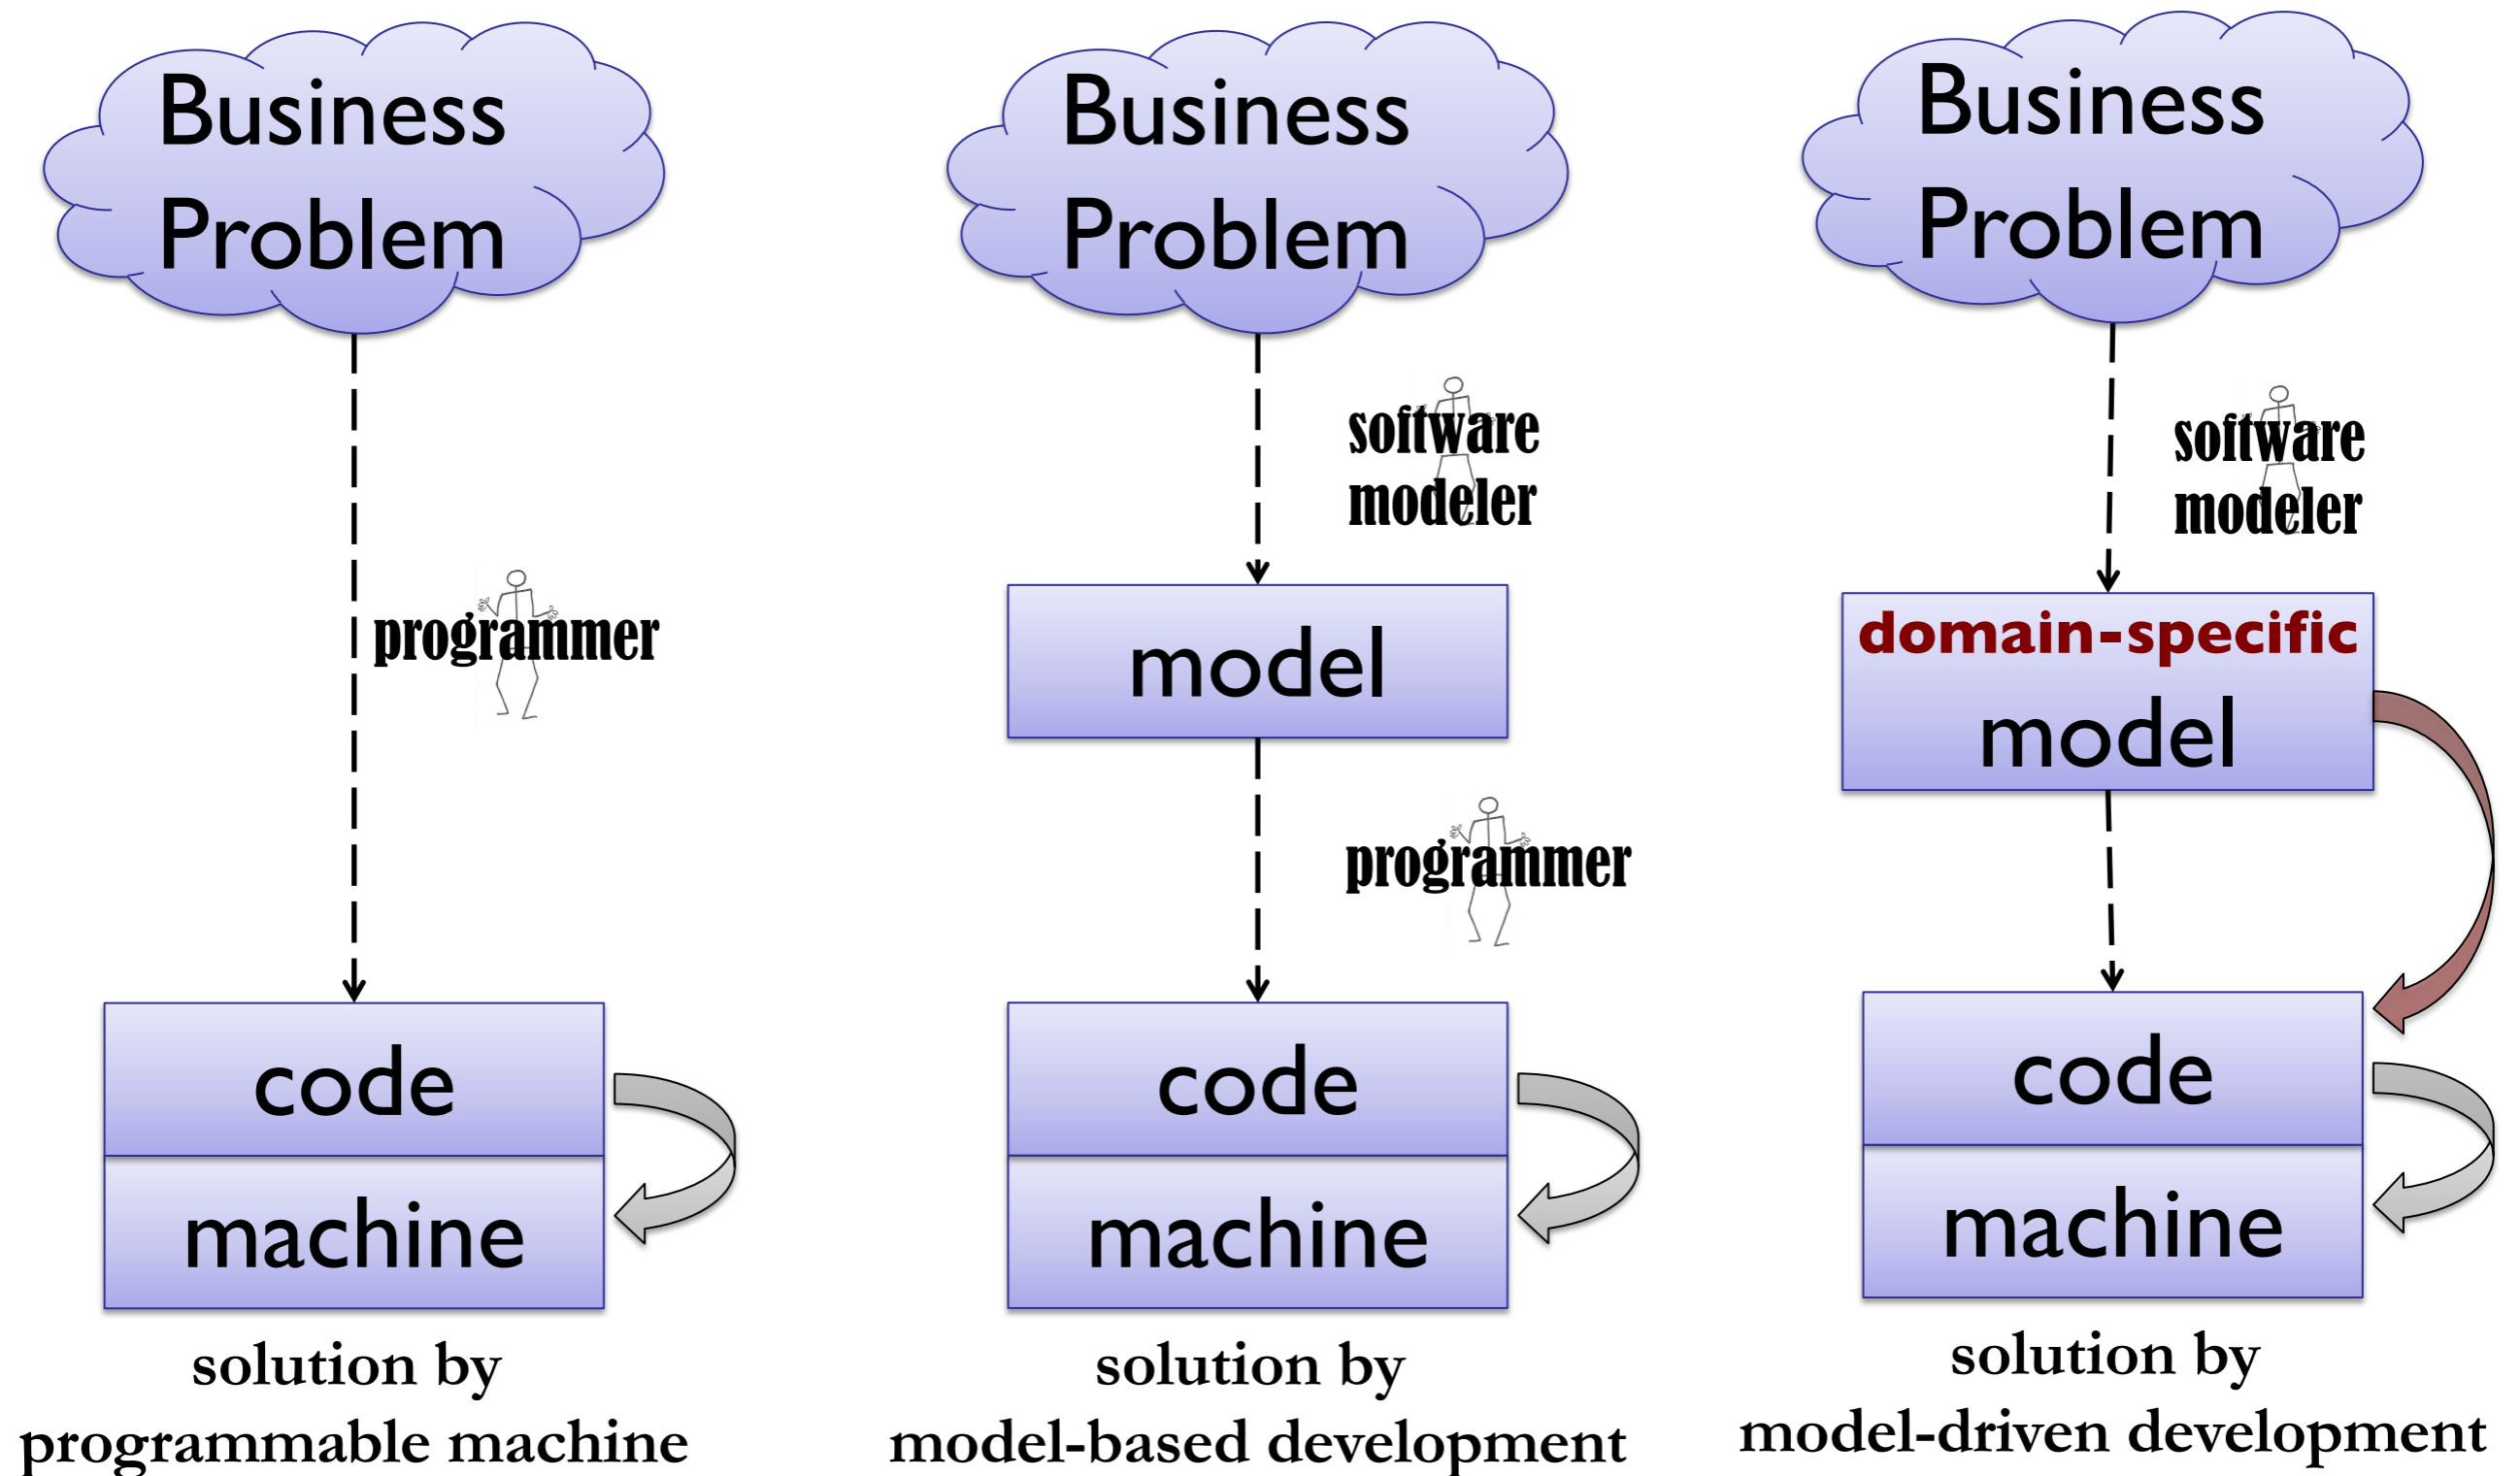 Business
Problem
programmer
code
machine
solution by
programmable machine
Business
Problem
software
modeler
model
programmer
code
machine
solution by
model-based development
Business
Problem
software
modeler
domain-specific
model
code
machine
solution by
model-driven development